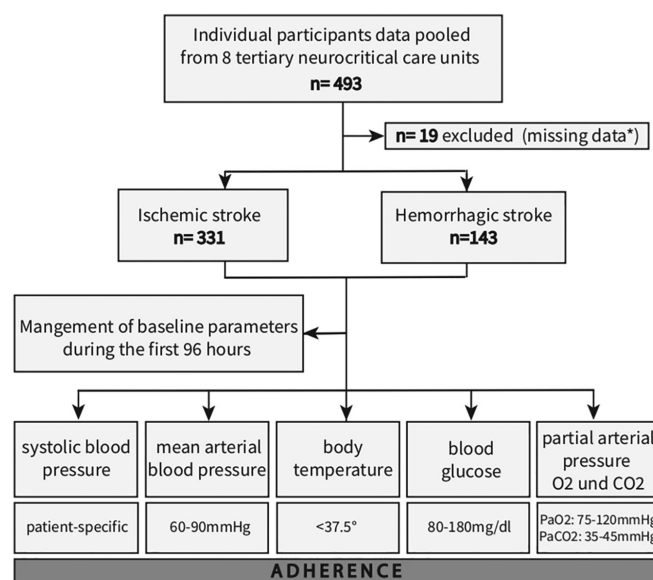 Individual participants data pooled
from 8 tertiary neurocritical care units
n= 493
n= 19 excluded (missing data*)
Ischemic stroke
n= 331
Hemorrhagic stroke
n=143
Mangement of baseline parameters
during the first 96 hours
systolic blood
pressure
mean arterial
blood pressure
body
temperature
blood
glucose
partial arterial
pressure
O2 und CO2
patient-specific
60-90mmHg
<37.5°
80-180mg/dl
PaO2: 75-120mmHg
PaCO2: 35-45mmHg
ADHERENCE